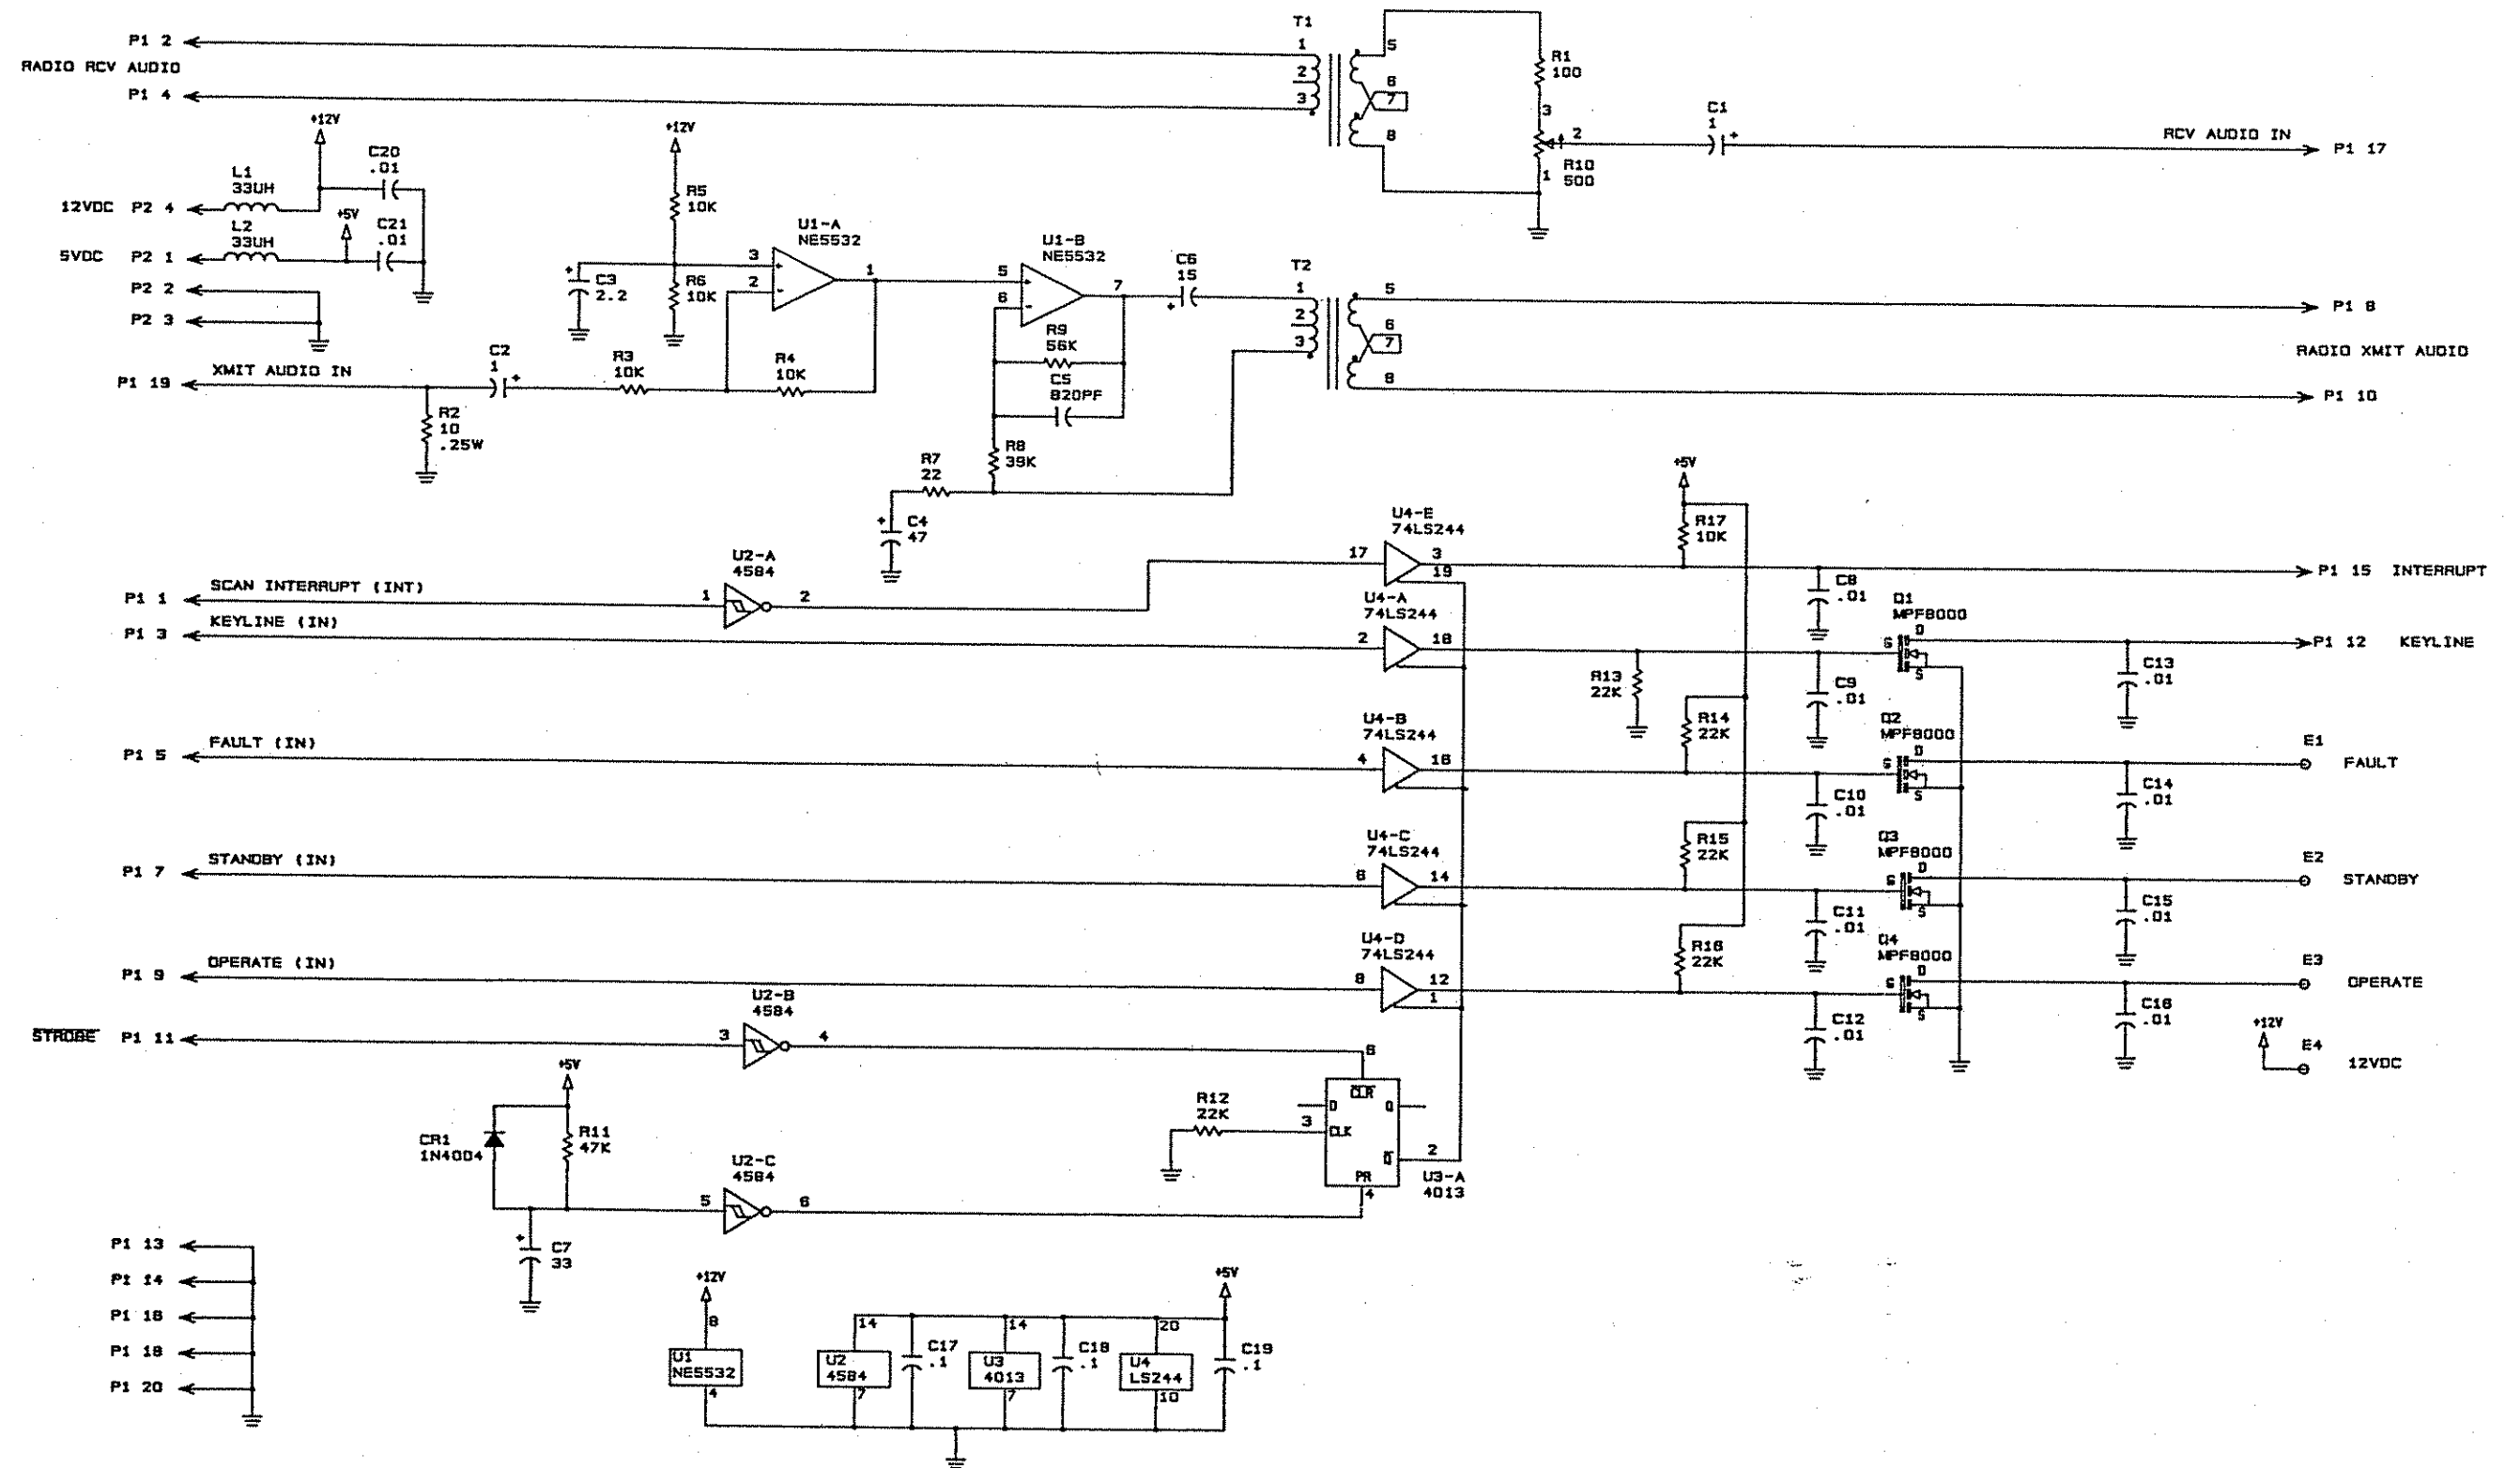 P1 2
RADIO RCV AUDIO
P1 4
T1
1
2
3
5
6
7
8
R1
100
3
2
1
R10
500
C1
1
+
RCV AUDIO IN
P1 17
+12V
C20
.01
L1
33UH
12VDC P2 4
+5V
L2
33UH
C21
.01
5VDC P2 1
P2 2
P2 3
+12V
R5
10K
R6
10K
+
C3
2.2
U1-A
NE5532
3
2
1
+
-
U1-B
NE5532
5
6
7
+
-
R9
56K
C5
820PF
C6
15
+
T2
1
2
3
5
6
7
8
P1 8
RADIO XMIT AUDIO
P1 10
P1 19
XMIT AUDIO IN
C2
1
+
R3
10K
R4
10K
R2
10
.25W
R8
39K
R7
22
+
C4
47
P1 1
SCAN INTERRUPT (INT)
U2-A
4584
1
2
U4-E
74LS244
17
3
19
+5V
R17
10K
C8
.01
P1 15 INTERRUPT
P1 3
KEYLINE (IN)
U4-A
74LS244
2
18
R13
22K
C9
.01
Q1
MPF8000
D
G
S
P1 12 KEYLINE
C13
.01
P1 5
FAULT (IN)
U4-B
74LS244
4
16
R14
22K
C10
.01
Q2
MPF8000
D
G
S
E1
FAULT
C14
.01
P1 7
STANDBY (IN)
U4-C
74LS244
6
14
R15
22K
C11
.01
Q3
MPF8000
D
G
S
E2
STANDBY
C15
.01
P1 9
OPERATE (IN)
U4-D
74LS244
8
12
1
R16
22K
C12
.01
Q4
MPF8000
D
G
S
E3
OPERATE
C16
.01
+12V
E4
12VDC
STROBE P1 11
U2-B
4584
3
4
6
CLR
D
Q
3
CLK
Q
2
PR
4
U3-A
4013
R12
22K
+5V
CR1
1N4004
R11
47K
U2-C
4584
5
6
+
C7
33
P1 13
P1 14
P1 16
P1 18
P1 20
+12V
8
U1
NE5532
4
14
U2
4584
7
C17
.1
14
U3
4013
7
C18
.1
20
U4
LS244
10
+5V
C19
.1